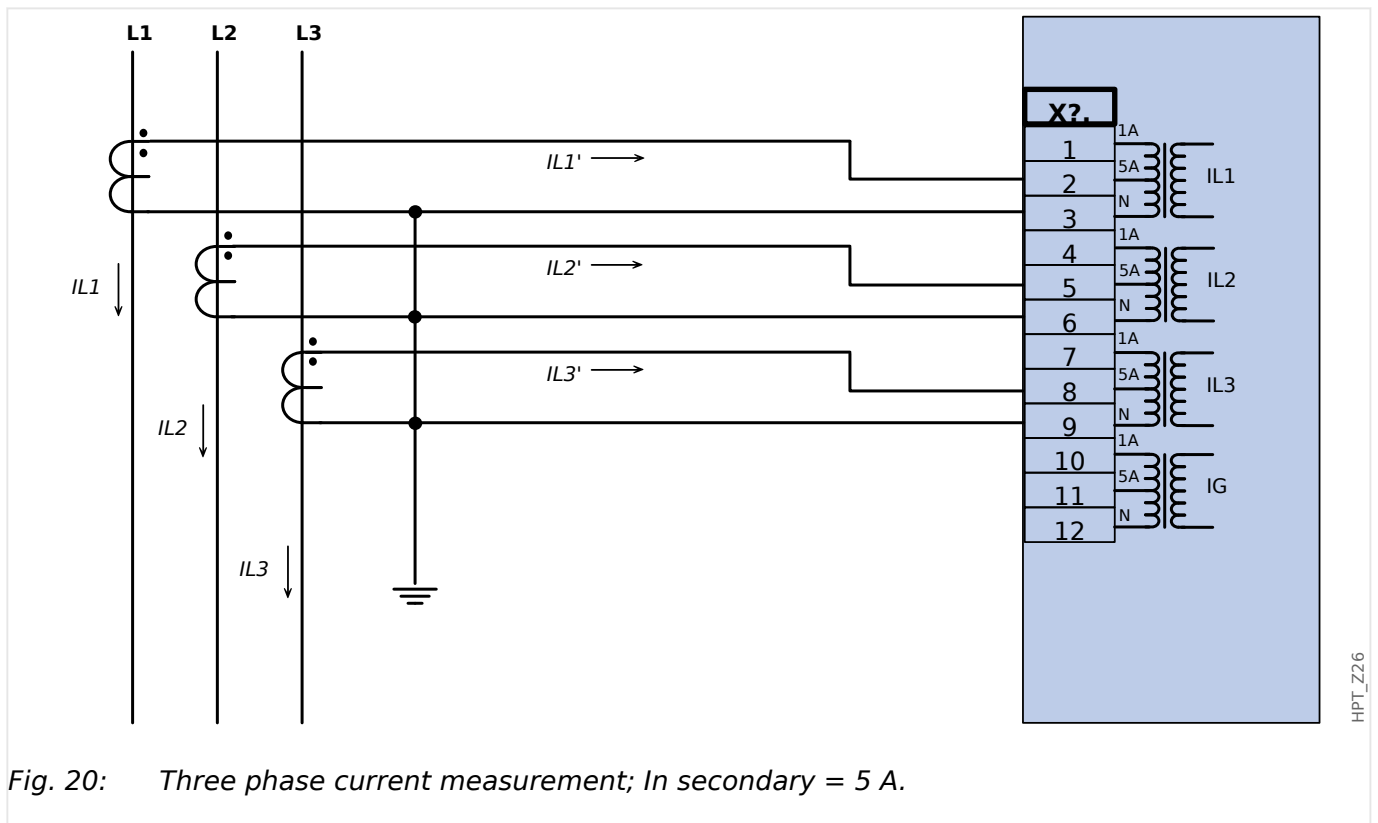 L1 L2 L3
X?.
1A
1
IL1'
5A
2
IL1
N
3
1A
4
IL2'
5A
5
IL2
IL1
N
6
1A
7
IL3'
5A
8
IL3
N
9
IL2
1A
10
5A
11
IG
N
12
IL3
HPT_Z26
Fig. 20: Three phase current measurement; In secondary = 5 A.